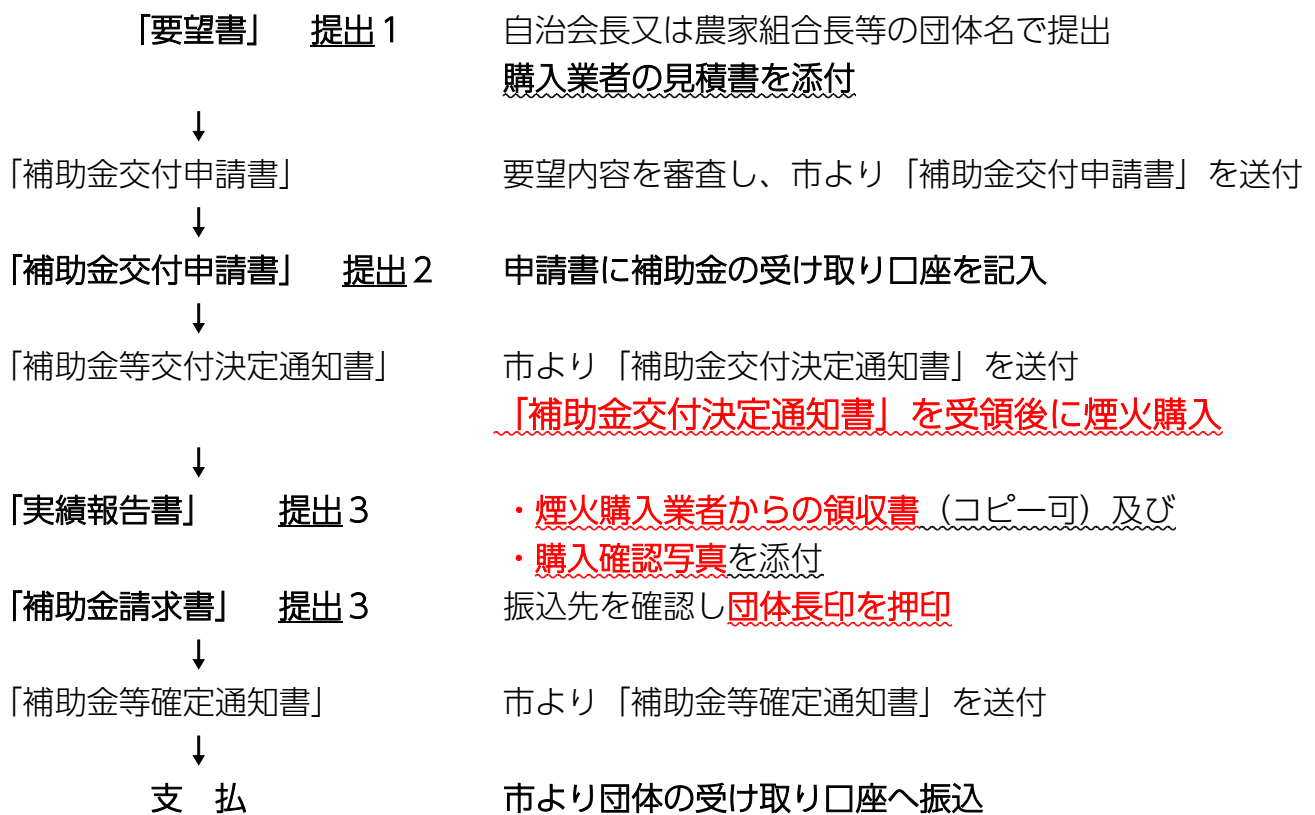 「要望書」　提出１　自治会長又は農家組合長等の団体名で提出
購入業者の見積書を添付
↓
「補助金交付申請書」　要望内容を審査し、市より「補助金交付申請書」を送付
↓
「補助金交付申請書」　提出２　申請書に補助金の受け取り口座を記入
↓
「補助金等交付決定通知書」　市より「補助金交付決定通知書」を送付
「補助金交付決定通知書」を受領後に煙火購入
↓
「実績報告書」　提出３　・煙火購入業者からの領収書（コピー可）及び
・購入確認写真を添付
「補助金請求書」　提出３　振込先を確認し団体長印を押印
↓
「補助金等確定通知書」　市より「補助金等確定通知書」を送付
↓
支　払　市より団体の受け取り口座へ振込